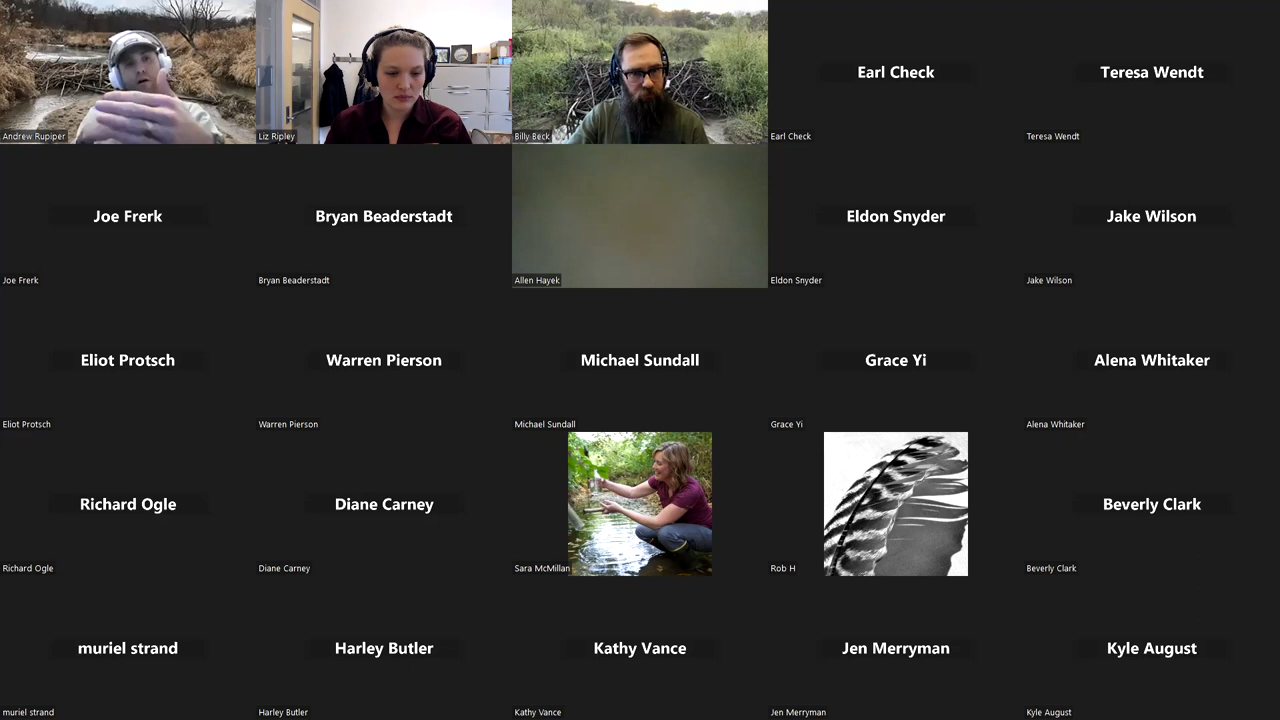 Andrew Rupiper
Liz Ripley
Billy Beck
Earl Check
Earl Check
Teresa Wendt
Teresa Wendt
Joe Frerk
Joe Frerk
Bryan Beaderstadt
Bryan Beaderstadt
Allen Hayek
Eldon Snyder
Eldon Snyder
Jake Wilson
Jake Wilson
Eliot Protsch
Eliot Protsch
Warren Pierson
Warren Pierson
Michael Sundall
Michael Sundall
Grace Yi
Grace Yi
Alena Whitaker
Alena Whitaker
Richard Ogle
Richard Ogle
Diane Carney
Diane Carney
Sara McMillan
Rob H
Beverly Clark
Beverly Clark
muriel strand
muriel strand
Harley Butler
Harley Butler
Kathy Vance
Kathy Vance
Jen Merryman
Jen Merryman
Kyle August
Kyle August